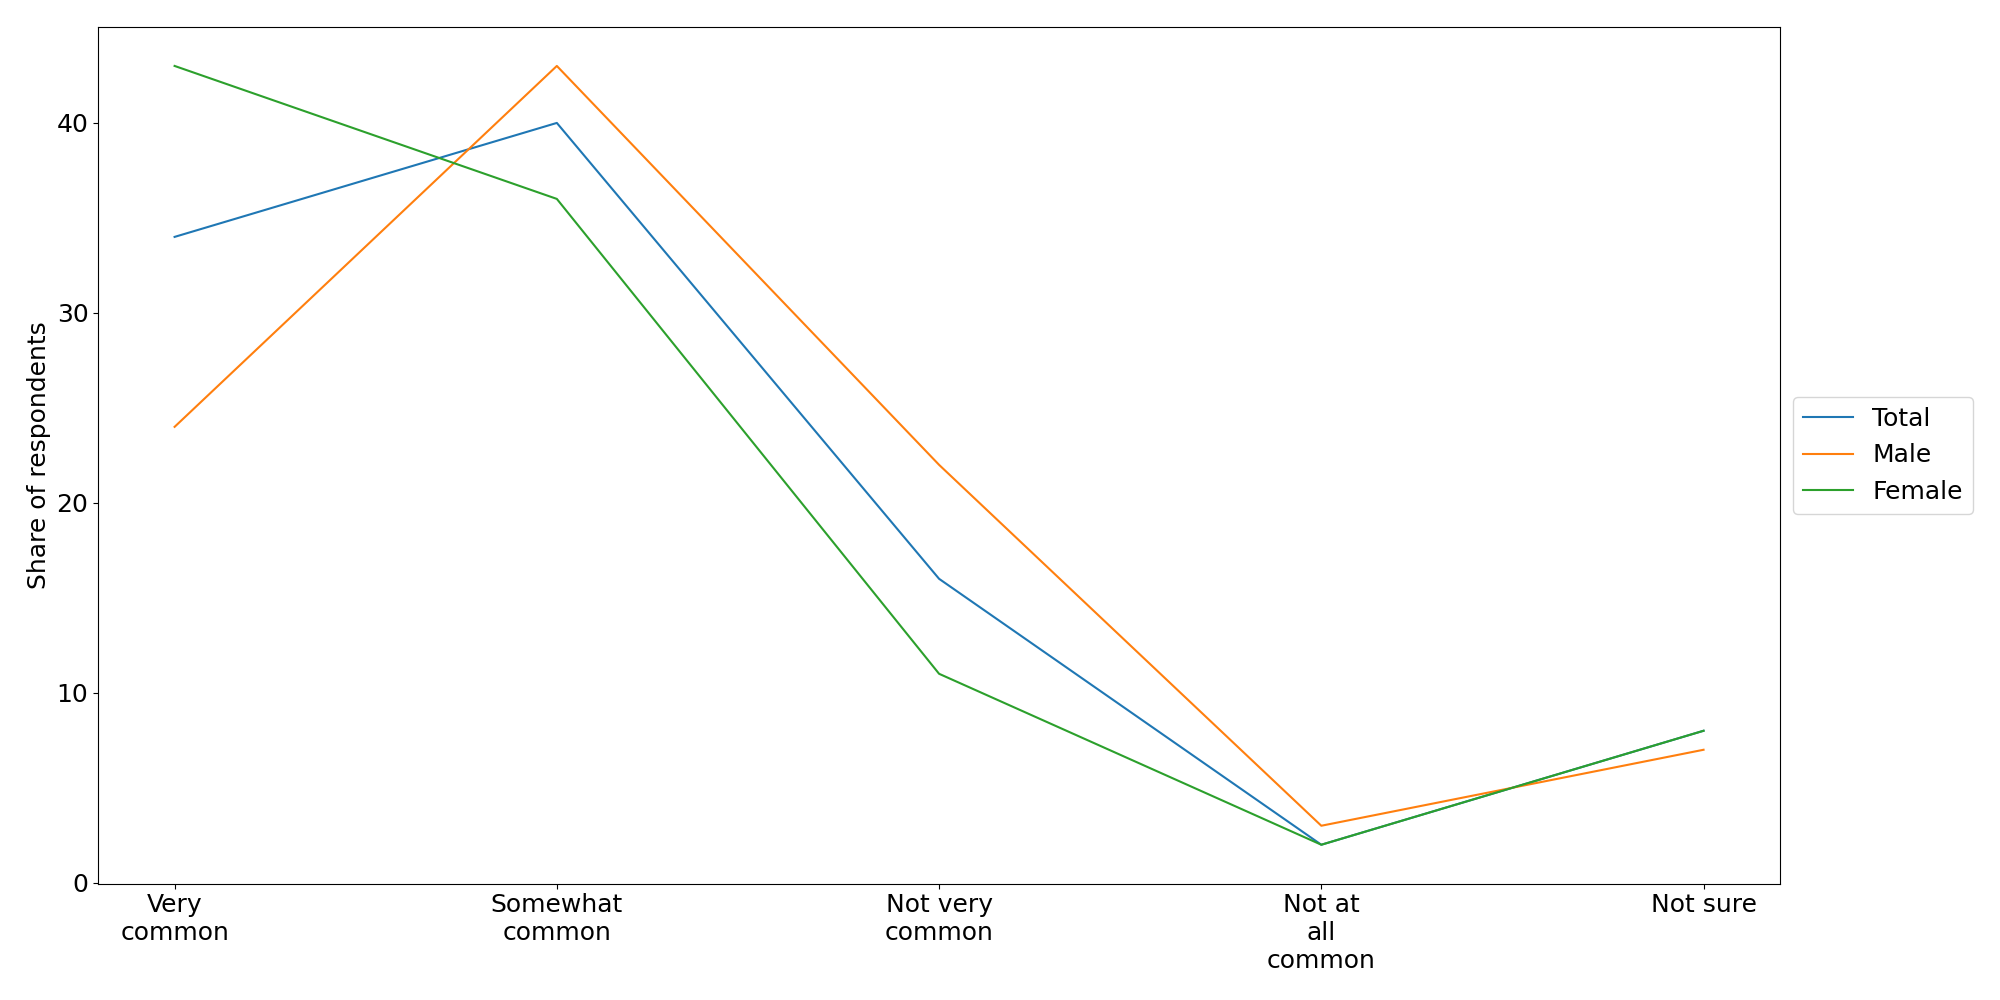 Share of respondents
40
30
20
10
0
Very
common
Somewhat
common
Not very
common
Not at
all
common
Not sure
Total
Male
Female